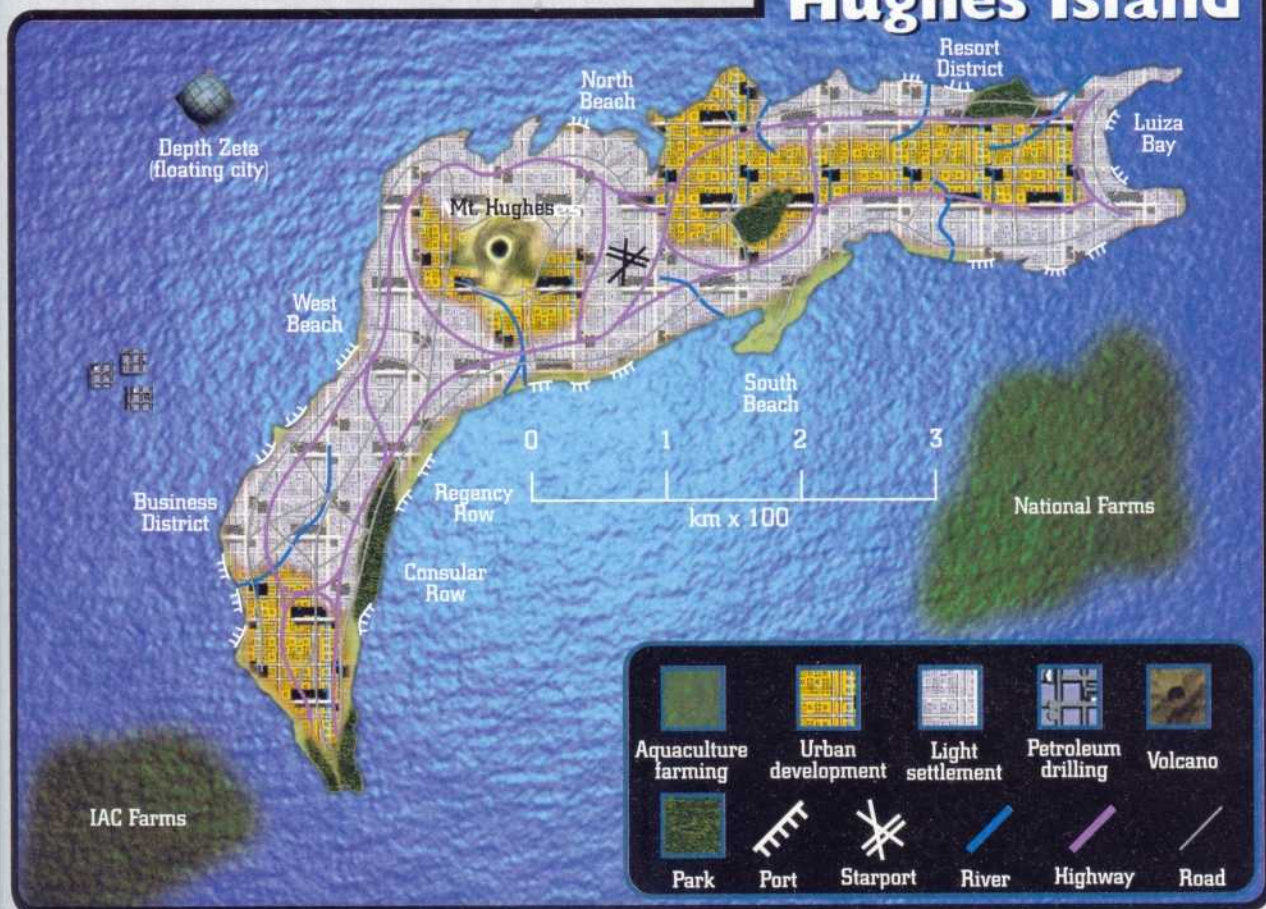 Hughes Island
Resort
District
North
Beach
Luiza
Bay
Depth Zeta
(floating city)
Mt. Hughes
West
Beach
South
Beach
0 1 2 3
km x 100
Business
District
Regency
Row
National Farms
Consular
Row
IAC Farms
Aquaculture
farming
Urban
development
Light
settlement
Petroleum
drilling
Volcano
Park
Port
Starport
River
Highway
Road